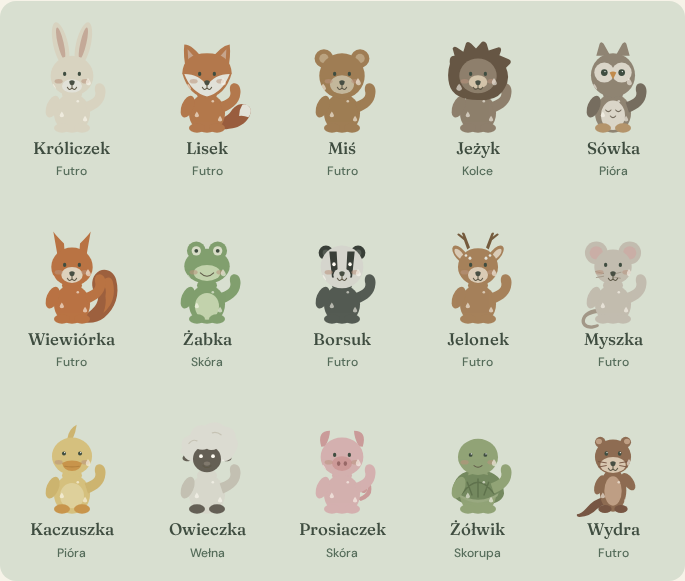 Króliczek
Futro
Lisek
Futro
Miś
Futro
Jeżyk
Kolce
Sówka
Pióra
Wiewiórka
Futro
Żabka
Skóra
Borsuk
Futro
Jelonek
Futro
Myszka
Futro
Kaczuszka
Pióra
Owieczka
Wełna
Prosiaczek
Skóra
Żółwik
Skorupa
Wydra
Futro